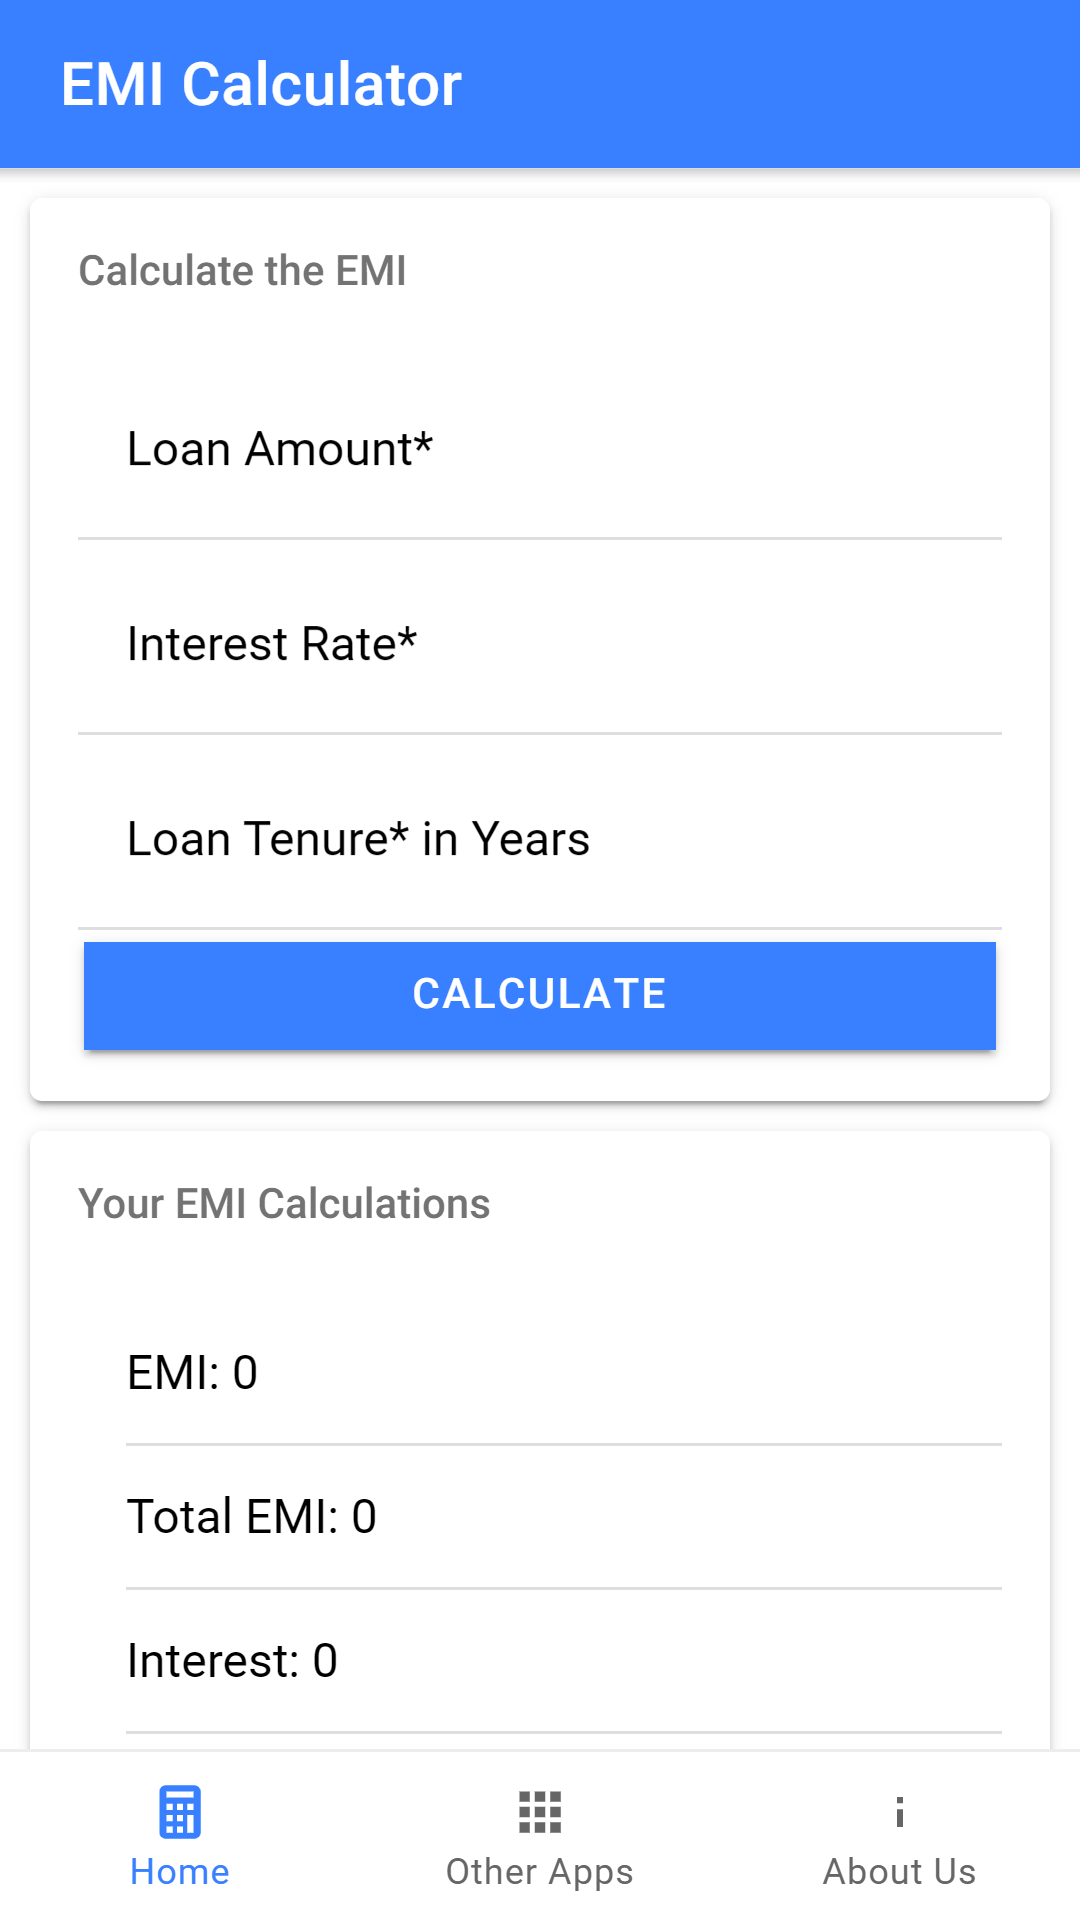 EMI Calculator
Calculate the EMI
Loan Amount*
Interest Rate*
Loan Tenure* in Years
CALCULATE
Your EMI Calculations
EMI: 0
Total EMI: 0
Interest: 0
Home
Other Apps
About Us